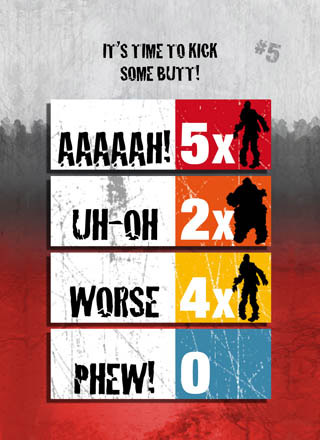 IT'S TIME TO KICK
SOME BUTT!
#5
AAAAAH! 5x
UH-OH 2x
WORSE 4x
PHEW! 0